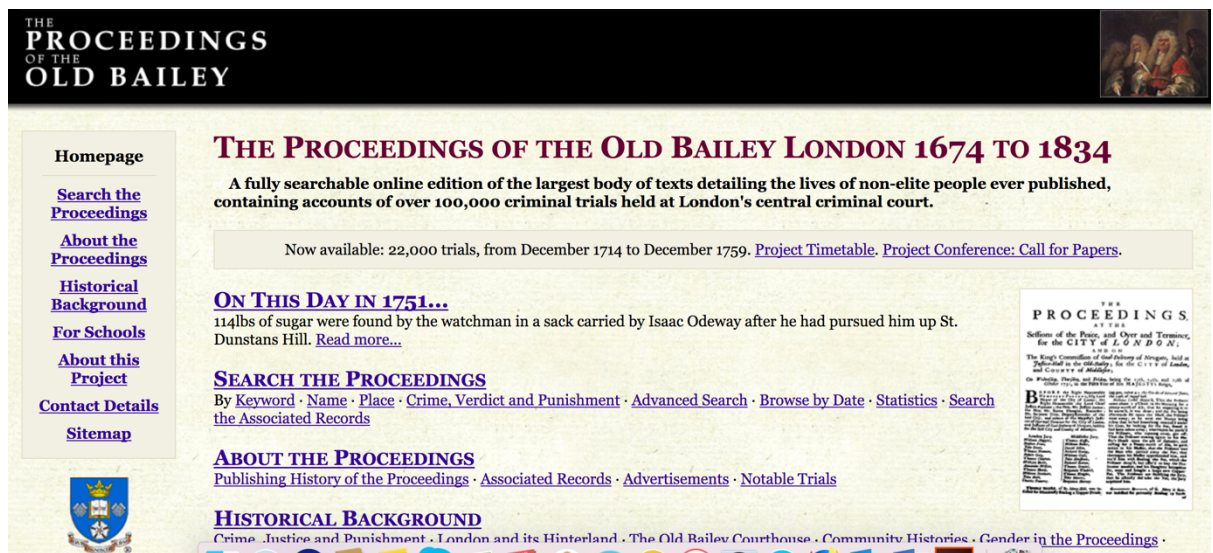 THE
PROCEEDINGS
OF THE
OLD BAILEY
Homepage
Search the
Proceedings
About the
Proceedings
Historical
Background
For Schools
About this
Project
Contact Details
Sitemap
THE PROCEEDINGS OF THE OLD BAILEY LONDON 1674 TO 1834
A fully searchable online edition of the largest body of texts detailing the lives of non-elite people ever published,
containing accounts of over 100,000 criminal trials held at London's central criminal court.
Now available: 22,000 trials, from December 1714 to December 1759. Project Timetable. Project Conference: Call for Papers.
ON THIS DAY IN 1751...
114lbs of sugar were found by the watchman in a sack carried by Isaac Odeway after he had pursued him up St.
Dunstans Hill. Read more...
SEARCH THE PROCEEDINGS
By Keyword · Name · Place · Crime, Verdict and Punishment · Advanced Search · Browse by Date · Statistics · Search
the Associated Records
ABOUT THE PROCEEDINGS
Publishing History of the Proceedings · Associated Records · Advertisements · Notable Trials
HISTORICAL BACKGROUND
Crime, Justice and Punishment · London and its Hinterland · The Old Bailey Courthouse · Community Histories · Gender in the Proceedings ·
THE
PROCEEDINGS
AT THE
Sessions of the Peace, and Oyer and Terminer,
for the CITY of LONDON;
AND ON
The King's Commission of Goal-Delivery of Newgate, held at
Justice-Hall in the Old-Bailey, for the CITY of London,
and COUNTY of Middlesex;